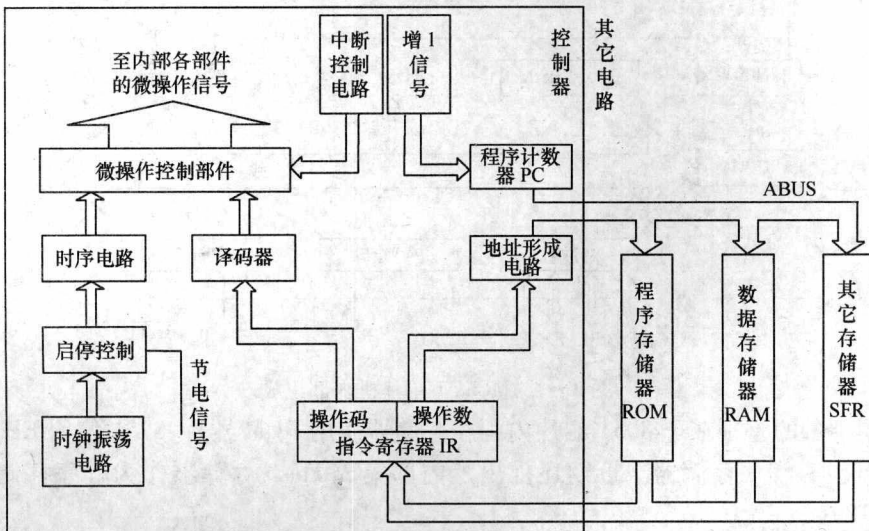 至内部各部件
的微操作信号
中断
控制
电路
增1
信
号
控制器
其它电路
微操作控制部件
程序计数
器 PC
ABUS
时序电路
译码器
地址形成
电路
程序存储器
ROM
数据存储器
RAM
其它存储器
SFR
启停控制
节电信号
时钟振荡
电路
操作码
操作数
指令寄存器 IR